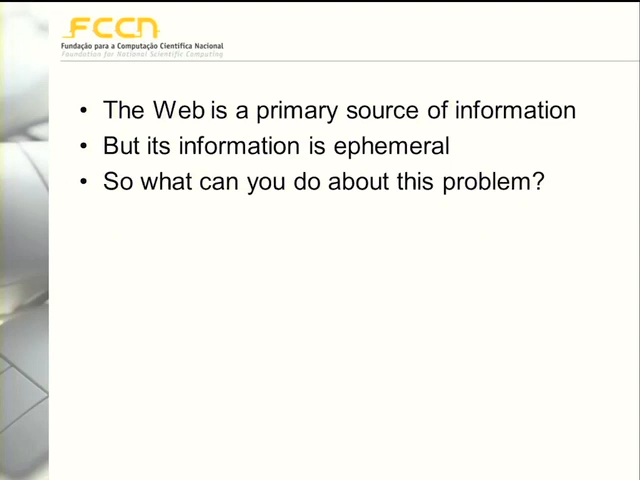 FCCN
Fundação para a Computação Científica Nacional
Foundation for National Scientific Computing
• The Web is a primary source of information
• But its information is ephemeral
• So what can you do about this problem?